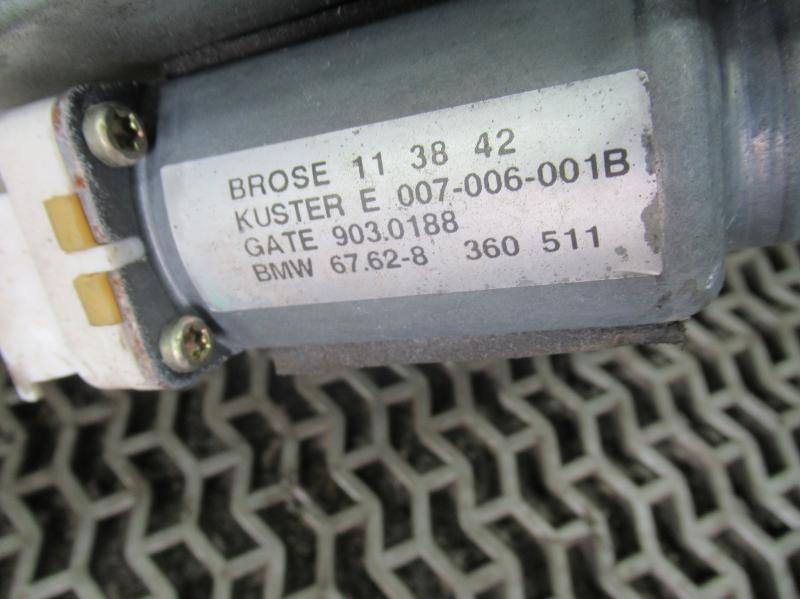 BROSE 11 38 42
KUSTER E 007-006-001B
GATE 903.0188
BMW 67.62-8 360 511